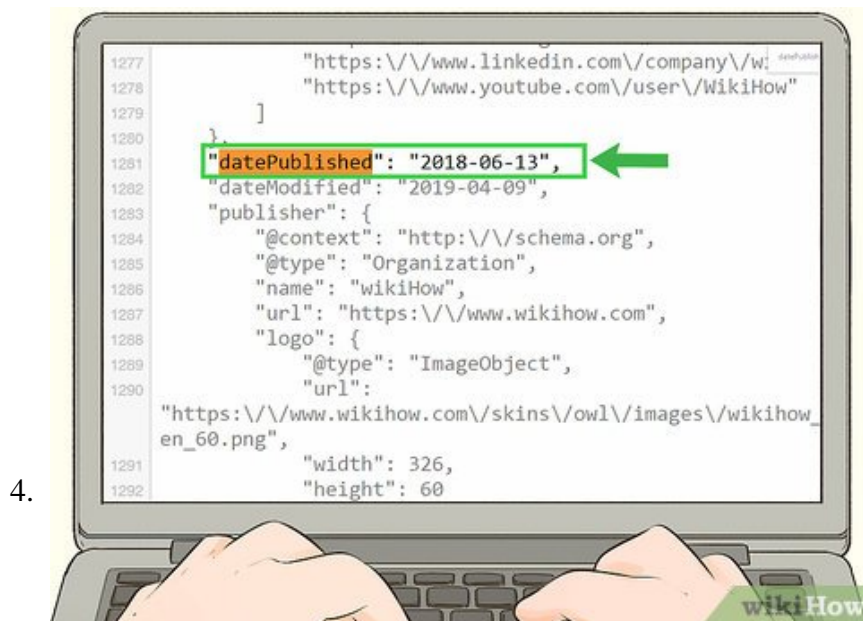 1277 "https:\/\/www.linkedin.com\/company\/w
1278 "https:\/\/www.youtube.com\/user\/WikiHow"
1279 ]
1280 },
1281 "datePublished": "2018-06-13",
1282 "dateModified": "2019-04-09",
1283 "publisher": {
1284 "@context": "http:\/\/schema.org",
1285 "@type": "Organization",
1286 "name": "wikiHow",
1287 "url": "https:\/\/www.wikihow.com",
1288 "logo": {
1289 "@type": "ImageObject",
1290 "url":
"https:\/\/www.wikihow.com\/skins\/owl\/images\/wikihow_
en_60.png",
1291 "width": 326,
4.
1292 "height": 60
wikiHow